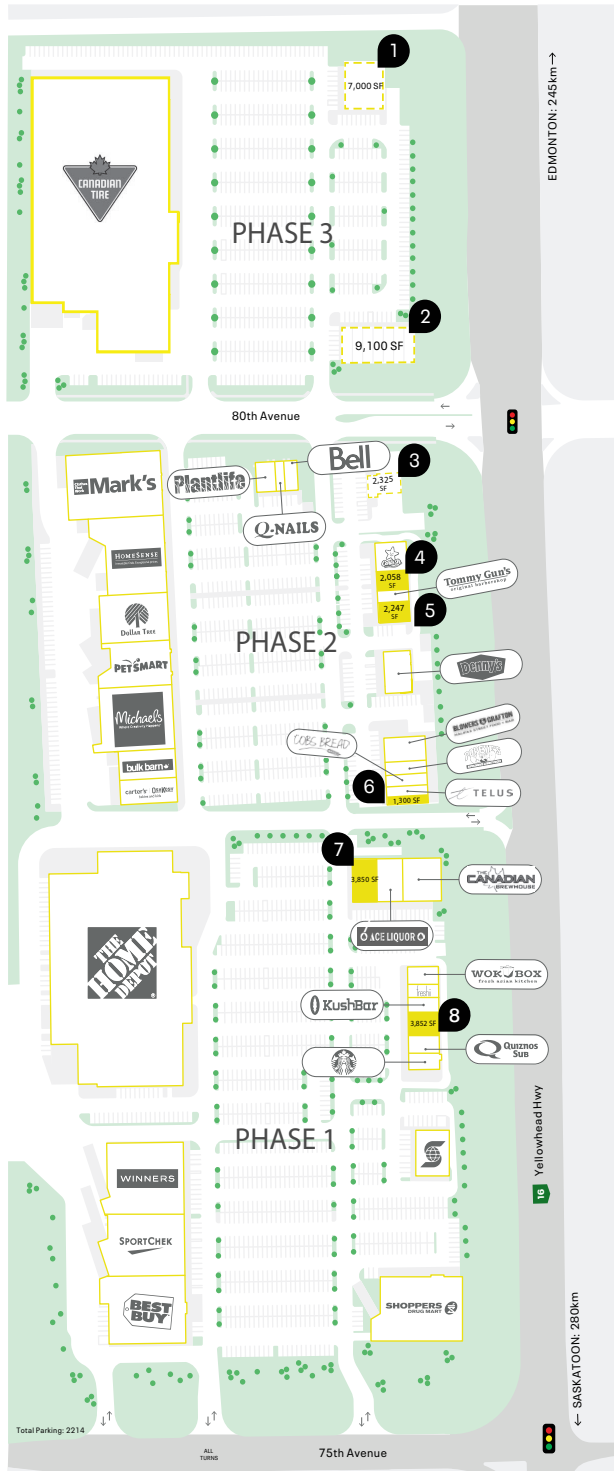 1
7,000 SF
EDMONTON: 245km →
CANADIAN
TIRE
PHASE 3
2
9,100 SF
80th Avenue
Mark's
Plantlife
Bell
Q-NAILS
3
2,325
SF
HOMESENSE
4
2,058
SF
Tommy Gun's
original barbershop
Dollar Tree
2,247
SF
5
PHASE 2
PETSMART
Denny's
Michaels
BLOWERS & GRAFTON
COBS BREAD
bulk barn
6
TELUS
carter's OSHKOSH
1,300 SF
7
3,850 SF
THE
CANADIAN
BREWHOUSE
ACE LIQUOR
THE
HOME
DEPOT
WOK BOX
fresh asian kitchen
freshii
KushBar
3,852 SF
8
QUIZNOS
SUB
PHASE 1
WINNERS
Yellowhead Hwy
16
SPORTCHEK
BEST
BUY
SHOPPERS
DRUG MART
← SASKATOON: 280km
Total Parking: 2214
ALL
TURNS
75th Avenue